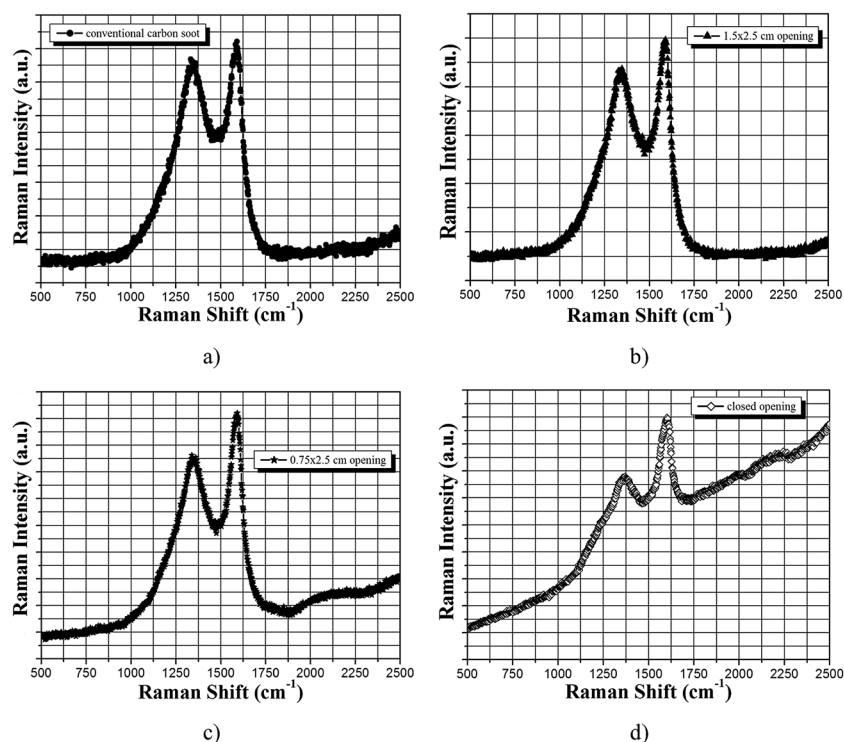 conventional carbon soot
Raman Intensity (a.u.)
500 750 1000 1250 1500 1750 2000 2250 2500
Raman Shift (cm-1)
a)
1.5x2.5 cm opening
Raman Intensity (a.u.)
500 750 1000 1250 1500 1750 2000 2250 2500
Raman Shift (cm-1)
b)
0.75x2.5 cm opening
Raman Intensity (a.u.)
500 750 1000 1250 1500 1750 2000 2250 2500
Raman Shift (cm-1)
c)
closed opening
Raman Intensity (a.u.)
500 750 1000 1250 1500 1750 2000 2250 2500
Raman Shift (cm-1)
d)